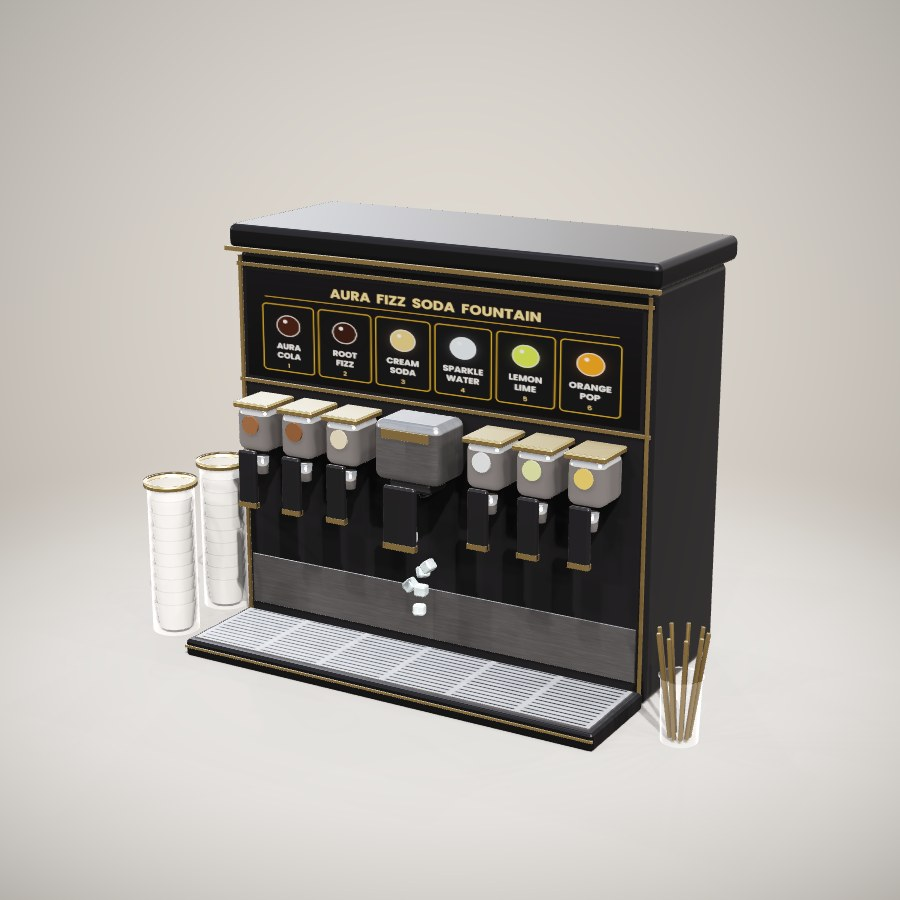 AURA FIZZ SODA FOUNTAIN
AURA
COLA
1
ROOT
FIZZ
2
CREAM
SODA
3
SPARKLE
WATER
4
LEMON
LIME
5
ORANGE
POP
6